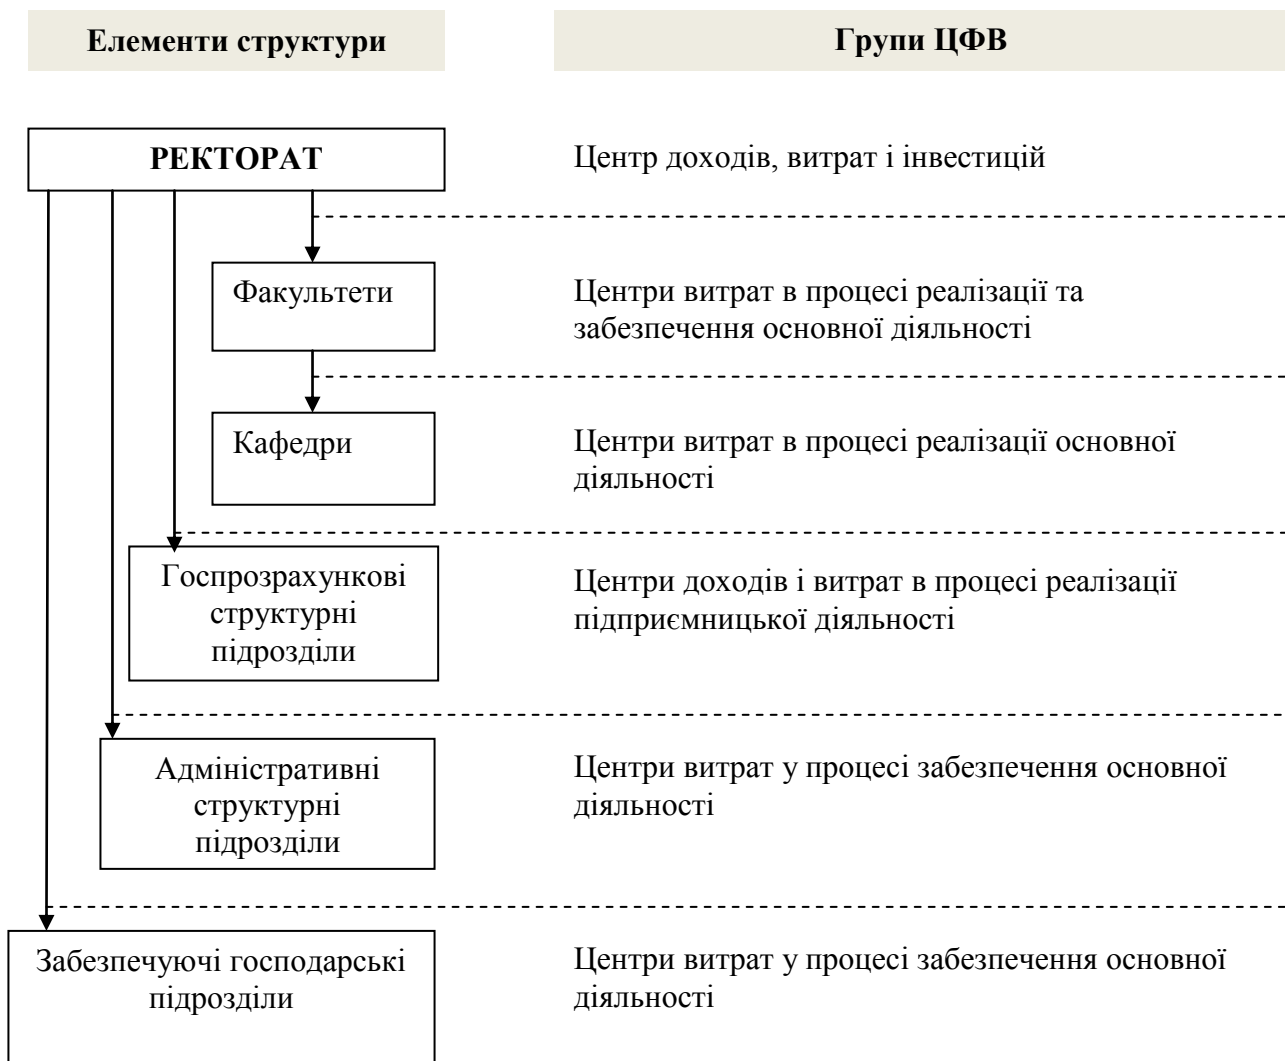 Елементи структури
Групи ЦФВ
РЕКТОРАТ
Центр доходів, витрат і інвестицій
Факультети
Центри витрат в процесі реалізації та
забезпечення основної діяльності
Кафедри
Центри витрат в процесі реалізації основної
діяльності
Госпрозрахункові
структурні
підрозділи
Центри доходів і витрат в процесі реалізації
підприємницької діяльності
Адміністративні
структурні
підрозділи
Центри витрат у процесі забезпечення основної
діяльності
Забезпечуючі господарські
підрозділи
Центри витрат у процесі забезпечення основної
діяльності